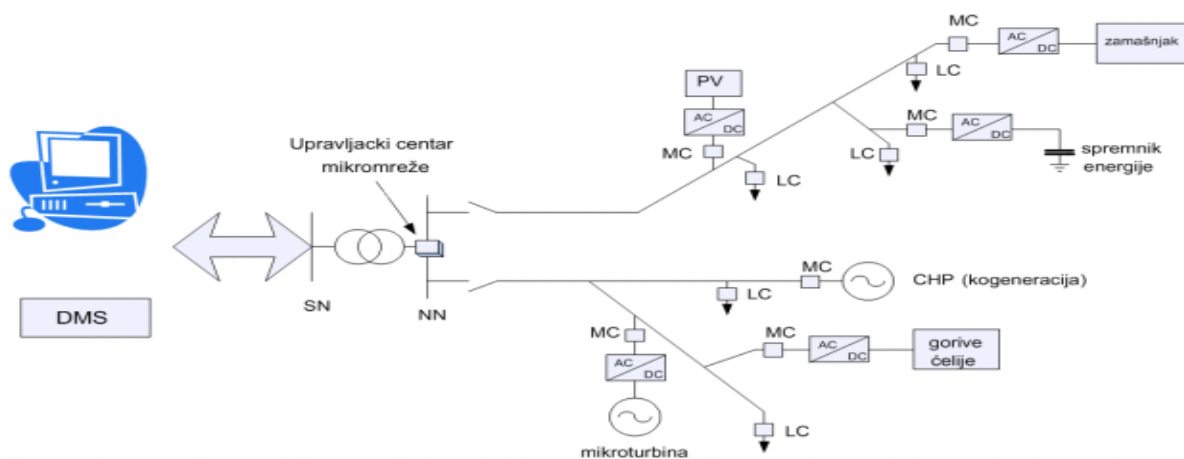 MC
AC
DC
zamašnjak
LC
PV
AC
DC
MC
LC
MC
AC
DC
LC
spremnik
energije
Upravljacki centar
mikromreže
SN
NN
DMS
MC
CHP (kogeneracija)
LC
MC
AC
DC
MC
AC
DC
gorive
ćelije
LC
mikroturbina